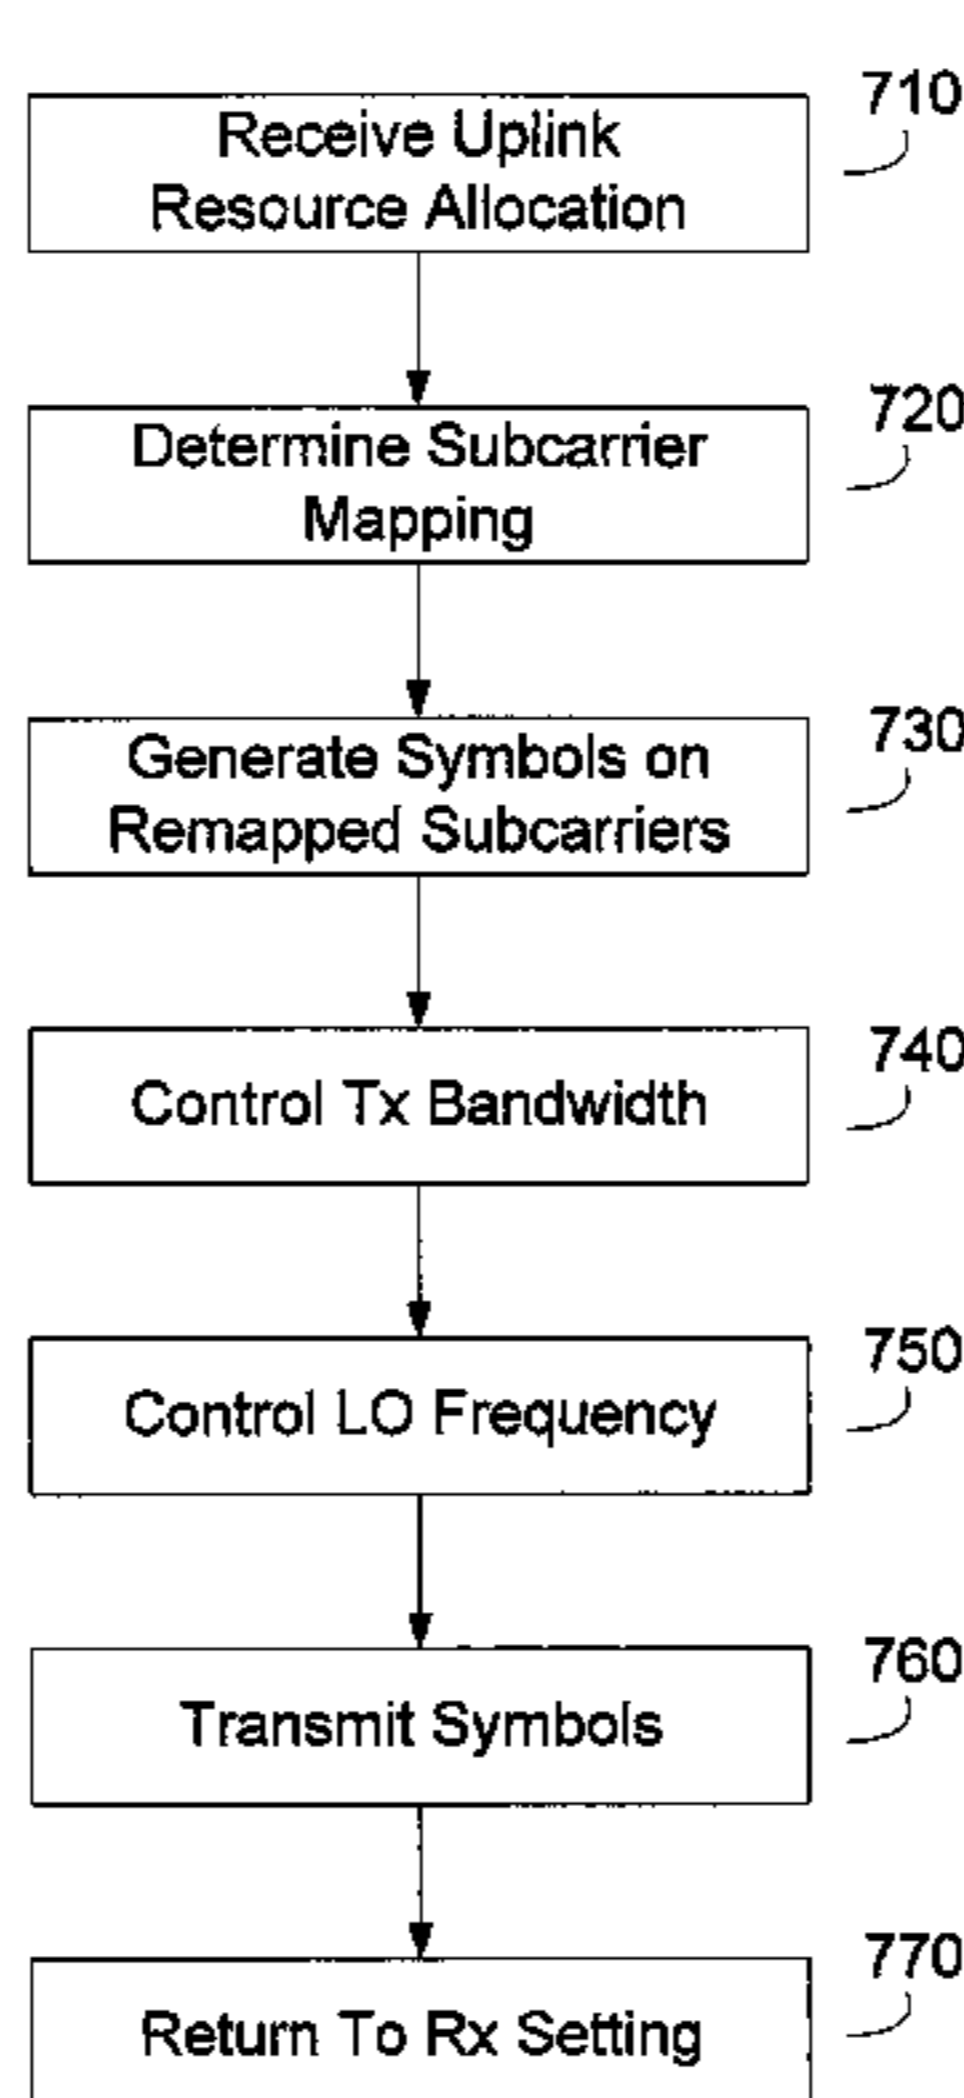 710
Receive Uplink
Resource Allocation
720
Determine Subcarrier
Mapping
730
Generate Symbols on
Remapped Subcarriers
740
Control Tx Bandwidth
750
Control LO Frequency
760
Transmit Symbols
770
Return To Rx Setting